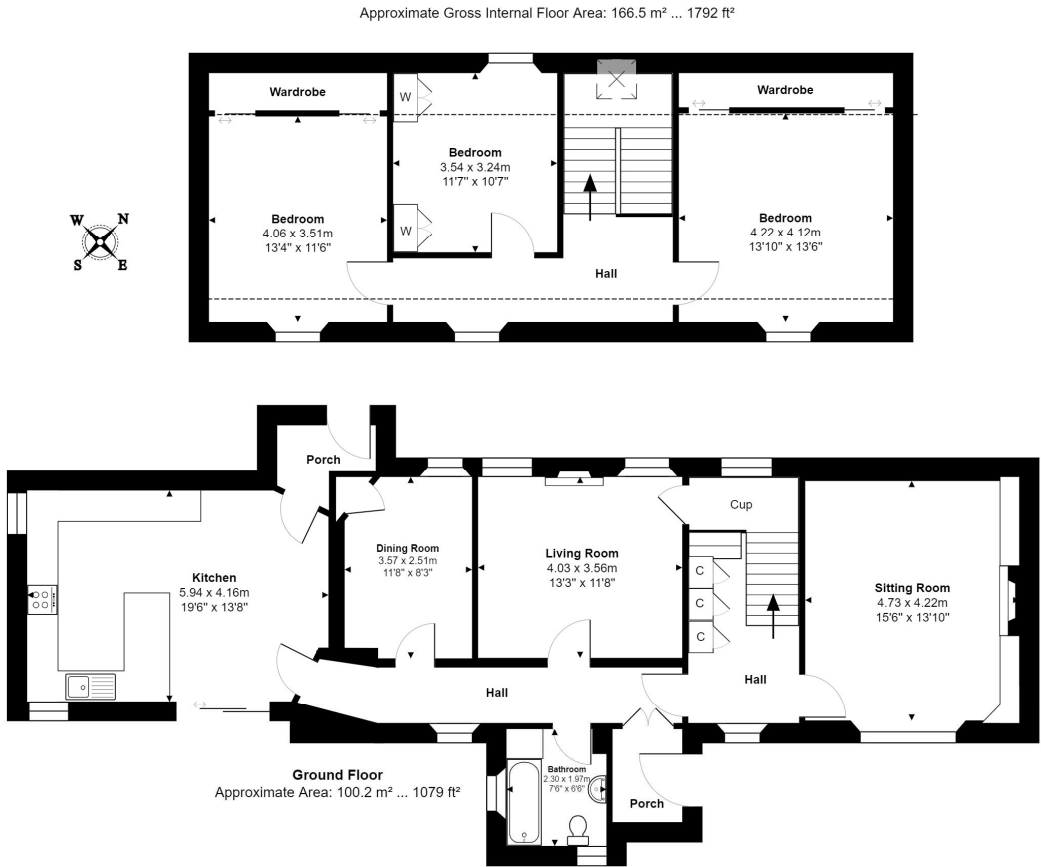 Approximate Gross Internal Floor Area: 166.5 m² ... 1792 ft²
Wardrobe
W
Wardrobe
Bedroom
3.54 x 3.24m
11'7" x 10'7"
Bedroom
4.06 x 3.51m
13'4" x 11'6"
W
Bedroom
4.22 x 4.12m
13'10" x 13'6"
Hall
W
N
S
E
Porch
Cup
Dining Room
3.57 x 2.51m
11'8" x 8'3"
Living Room
4.03 x 3.56m
13'3" x 11'8"
C
C
C
Kitchen
5.94 x 4.16m
19'6" x 13'8"
Sitting Room
4.73 x 4.22m
15'6" x 13'10"
Hall
Hall
Bathroom
2.30 x 1.97m
7'6" x 6'6"
Porch
Ground Floor
Approximate Area: 100.2 m² ... 1079 ft²